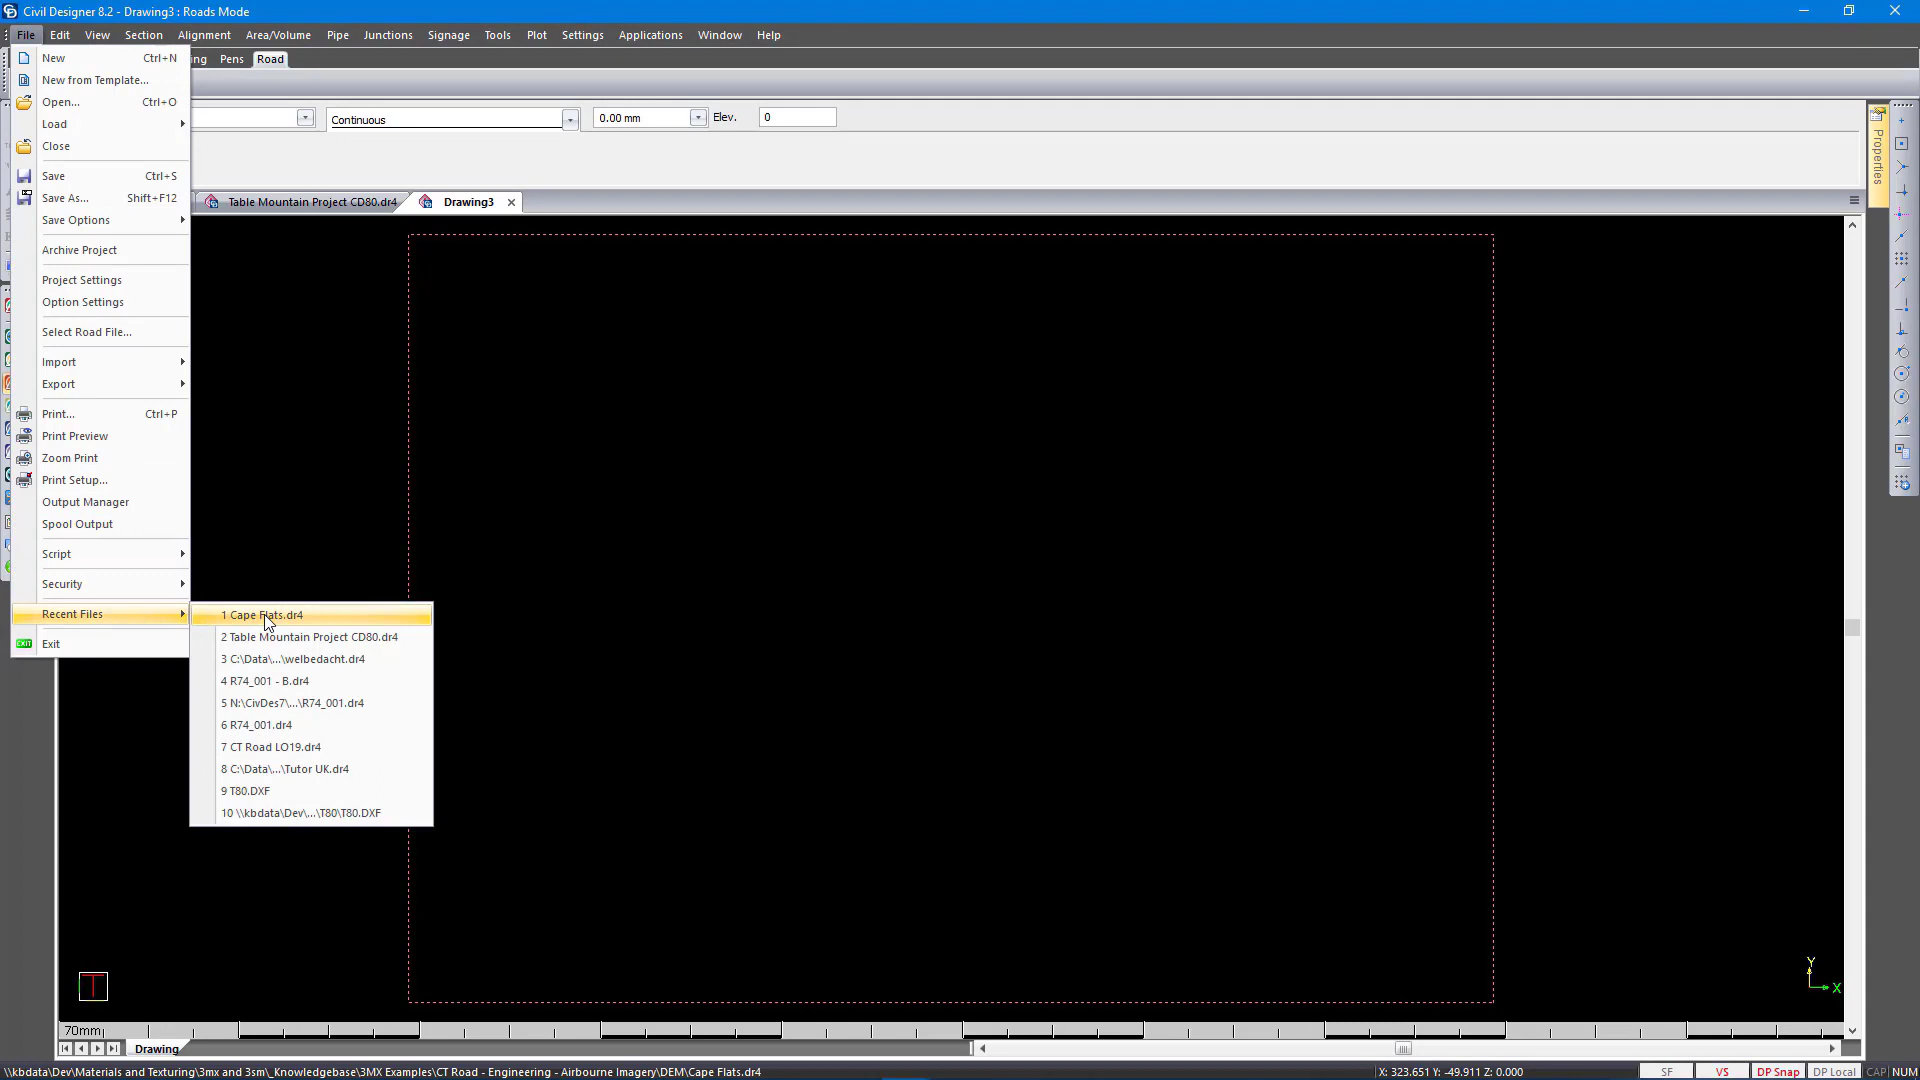 Civil Designer 8.2 - Drawing3 : Roads Mode
File Edit View Section Alignment Area/Volume Pipe Junctions Signage Tools Plot Settings Applications Window Help
New Ctrl+N
ing Pens Road
New from Template...
Open... Ctrl+O
Load
Continuous 0.00 mm Elev. 0
Close
Save Ctrl+S
Save As... Shift+F12
Table Mountain Project CD80.dr4 Drawing3
Save Options
Archive Project
Project Settings
Option Settings
Select Road File...
Import
Export
Print... Ctrl+P
Print Preview
Zoom Print
Print Setup...
Output Manager
Spool Output
Script
Security
Recent Files
Exit
1 Cape Flats.dr4
2 Table Mountain Project CD80.dr4
3 C:\Data\...\welbedacht.dr4
4 R74_001 - B.dr4
5 N:\CivDes7\...\R74_001.dr4
6 R74_001.dr4
7 CT Road LO19.dr4
8 C:\Data\...\Tutor UK.dr4
9 T80.DXF
10 \\kbdata\Dev\...\T80\T80.DXF
Properties
T
Y
X
70mm
Drawing
\\kbdata\Dev\Materials and Texturing\3mx and 3sm\_Knowledgebase\3MX Examples\CT Road - Engineering - Airbourne Imagery\DEM\Cape Flats.dr4
X: 323.651 Y: -49.911 Z: 0.000
SF VS DP Snap DP Local CAP NUM